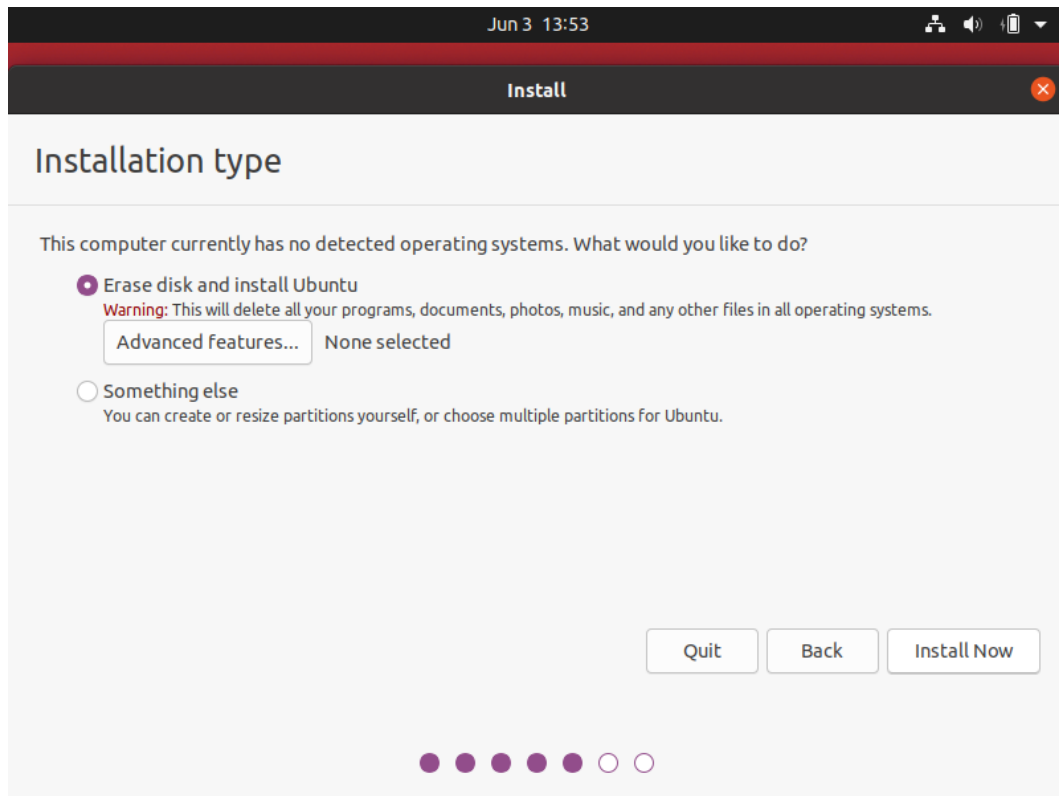 Jun 3 13:53
Install
Installation type
This computer currently has no detected operating systems. What would you like to do?
Erase disk and install Ubuntu
Warning: This will delete all your programs, documents, photos, music, and any other files in all operating systems.
Advanced features... None selected
Something else
You can create or resize partitions yourself, or choose multiple partitions for Ubuntu.
Quit Back Install Now